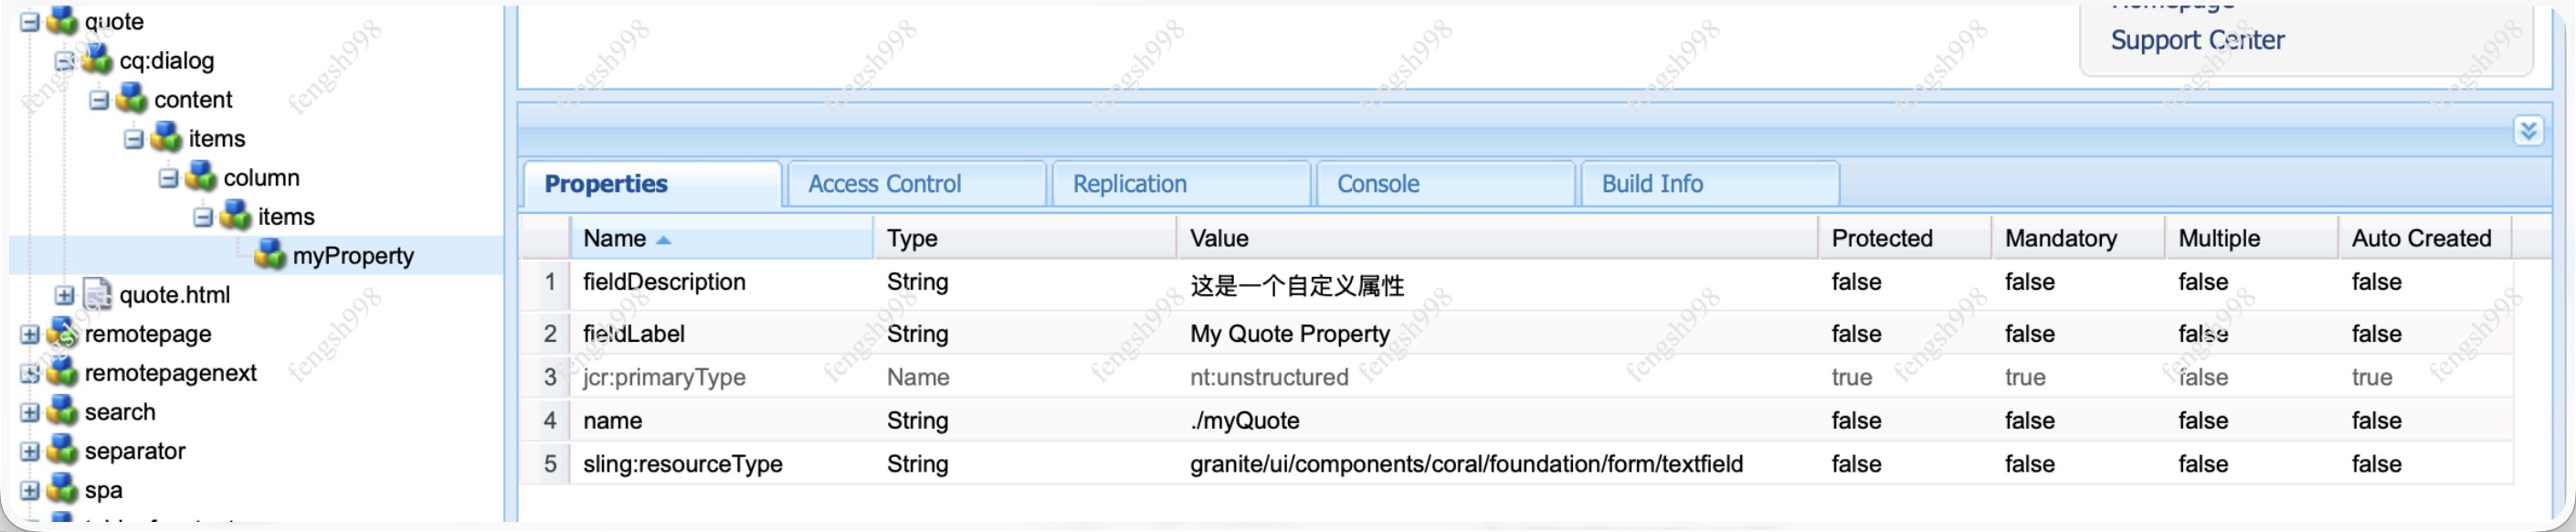 quote
cq:dialog
content
items
column
items
myProperty
quote.html
remotepage
remotepagenext
search
separator
spa
Homepage
Support Center
Properties Access Control Replication Console Build Info
Name Type Value Protected Mandatory Multiple Auto Created
1 fieldDescription String 这是一个自定义属性 false false false false
2 fieldLabel String My Quote Property false false false false
3 jcr:primaryType Name nt:unstructured true true false true
4 name String ./myQuote false false false false
5 sling:resourceType String granite/ui/components/coral/foundation/form/textfield false false false false
fengsh998